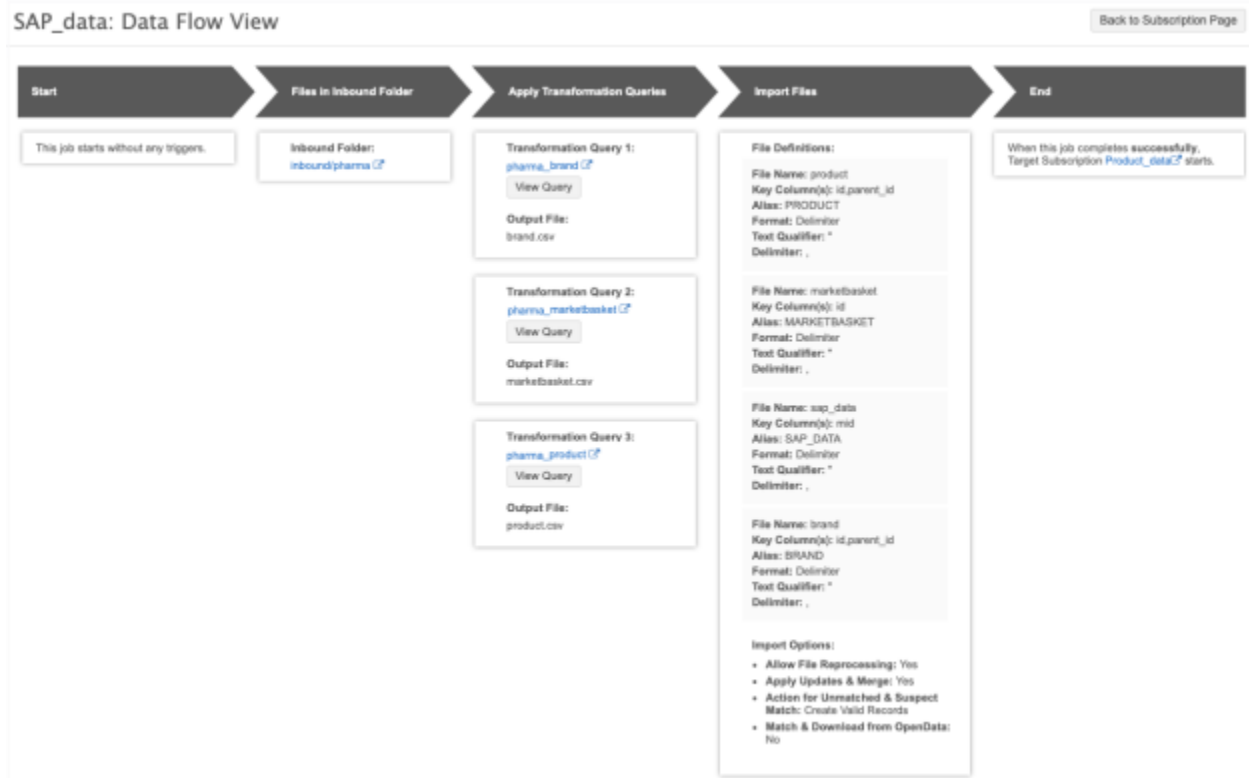 SAP_data: Data Flow View
Back to Subscription Page
Start
Files in Inbound Folder
Apply Transformation Queries
Import Files
End
This job starts without any triggers.
Inbound Folder:
inbound/pharma
Transformation Query 1:
pharma_brand
View Query
Output File:
brand.csv
Transformation Query 2:
pharma_marketbasket
View Query
Output File:
marketbasket.csv
Transformation Query 3:
pharma_product
View Query
Output File:
product.csv
File Definitions:
File Name: product
Key Column(s): id,parent_id
Alias: PRODUCT
Format: Delimiter
Text Qualifier: "
Delimiter: ,
File Name: marketbasket
Key Column(s): id
Alias: MARKETBASKET
Format: Delimiter
Text Qualifier: "
Delimiter: ,
File Name: sap_data
Key Column(s): mid
Alias: SAP_DATA
Format: Delimiter
Text Qualifier: "
Delimiter: ,
File Name: brand
Key Column(s): id,parent_id
Alias: BRAND
Format: Delimiter
Text Qualifier: "
Delimiter: ,
Import Options:
• Allow File Reprocessing: Yes
• Apply Updates & Merge: Yes
• Action for Unmatched & Suspect
Match: Create Valid Records
• Match & Download from OpenData:
No
When this job completes successfully,
Target Subscription Product_data starts.